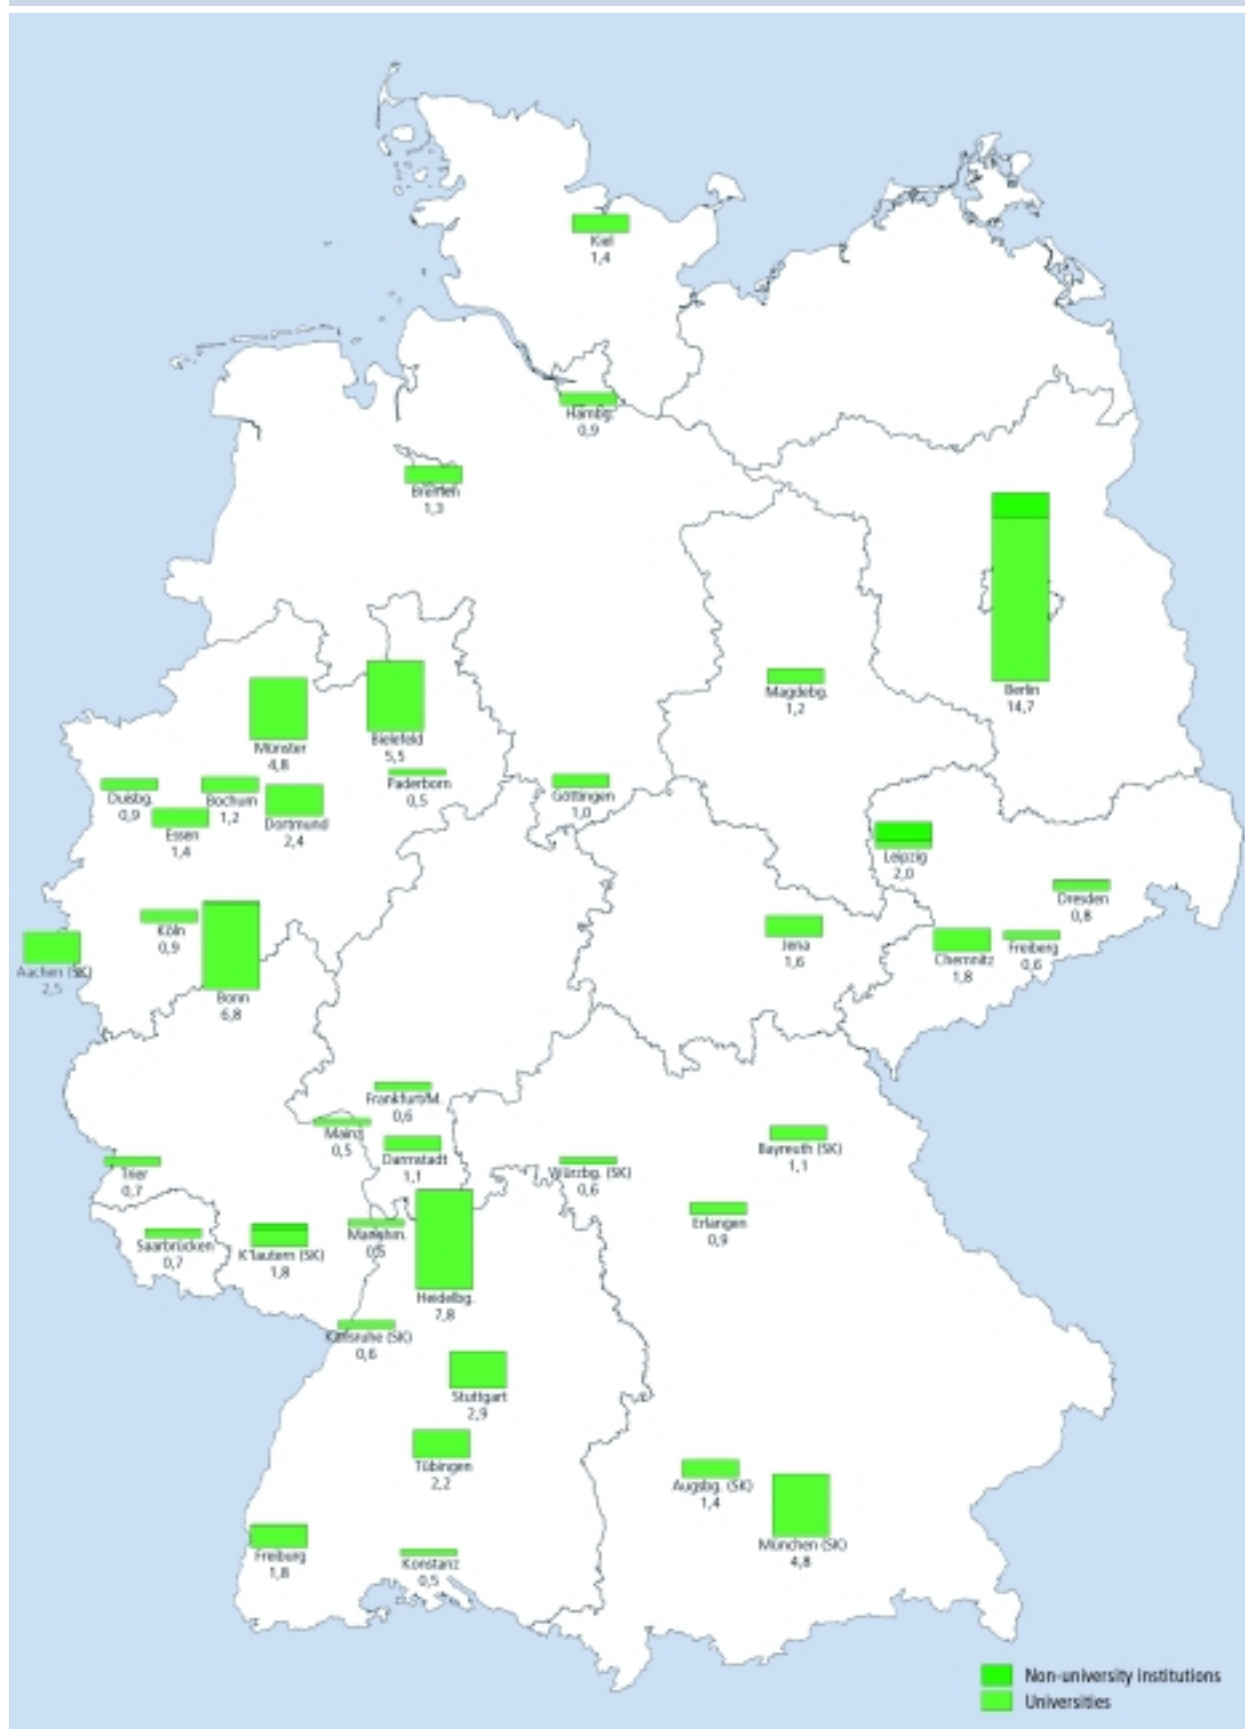 Kiel
1,4
Hambg.
0,9
Bremen
1,3
Berlin
14,7
Magdebg.
1,2
Münster
4,8
Bielefeld
5,5
Paderborn
0,5
Göttingen
1,0
Duisbg.
0,9
Bochum
1,2
Essen
1,4
Dortmund
2,4
Leipzig
2,0
Dresden
0,8
Köln
0,9
Aachen (SK)
2,5
Bonn
6,8
Jena
1,6
Chemnitz
1,8
Freiberg
0,6
Frankfurt/M.
0,6
Mainz
0,5
Darmstadt
1,1
Bayreuth (SK)
1,1
Trier
0,7
Würzbg. (SK)
0,6
Erlangen
0,9
Saarbrücken
0,7
K'lautern (SK)
1,8
Mannhm.
0,5
Heidelbg.
7,8
Karlsruhe (SK)
0,6
Stuttgart
2,9
Tübingen
2,2
Augsbg. (SK)
1,4
München (SK)
4,8
Freiburg
1,8
Konstanz
0,5
Non-university institutions
Universities